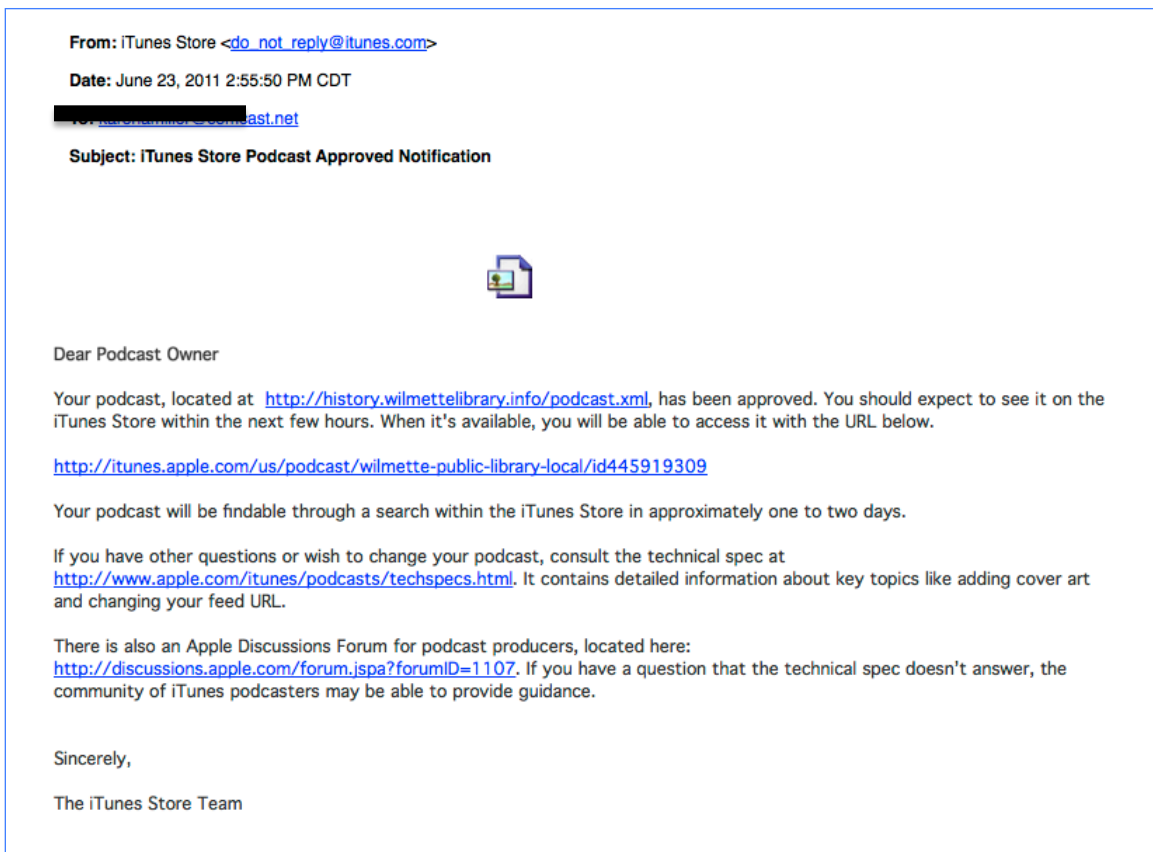 From: iTunes Store <do_not_reply@itunes.com>
Date: June 23, 2011 2:55:50 PM CDT
ast.net
Subject: iTunes Store Podcast Approved Notification
Dear Podcast Owner
Your podcast, located at  http://history.wilmettelibrary.info/podcast.xml, has been approved. You should expect to see it on the
iTunes Store within the next few hours. When it's available, you will be able to access it with the URL below.
http://itunes.apple.com/us/podcast/wilmette-public-library-local/id445919309
Your podcast will be findable through a search within the iTunes Store in approximately one to two days.
If you have other questions or wish to change your podcast, consult the technical spec at
http://www.apple.com/itunes/podcasts/techspecs.html. It contains detailed information about key topics like adding cover art
and changing your feed URL.
There is also an Apple Discussions Forum for podcast producers, located here:
http://discussions.apple.com/forum.jspa?forumID=1107. If you have a question that the technical spec doesn't answer, the
community of iTunes podcasters may be able to provide guidance.
Sincerely,
The iTunes Store Team